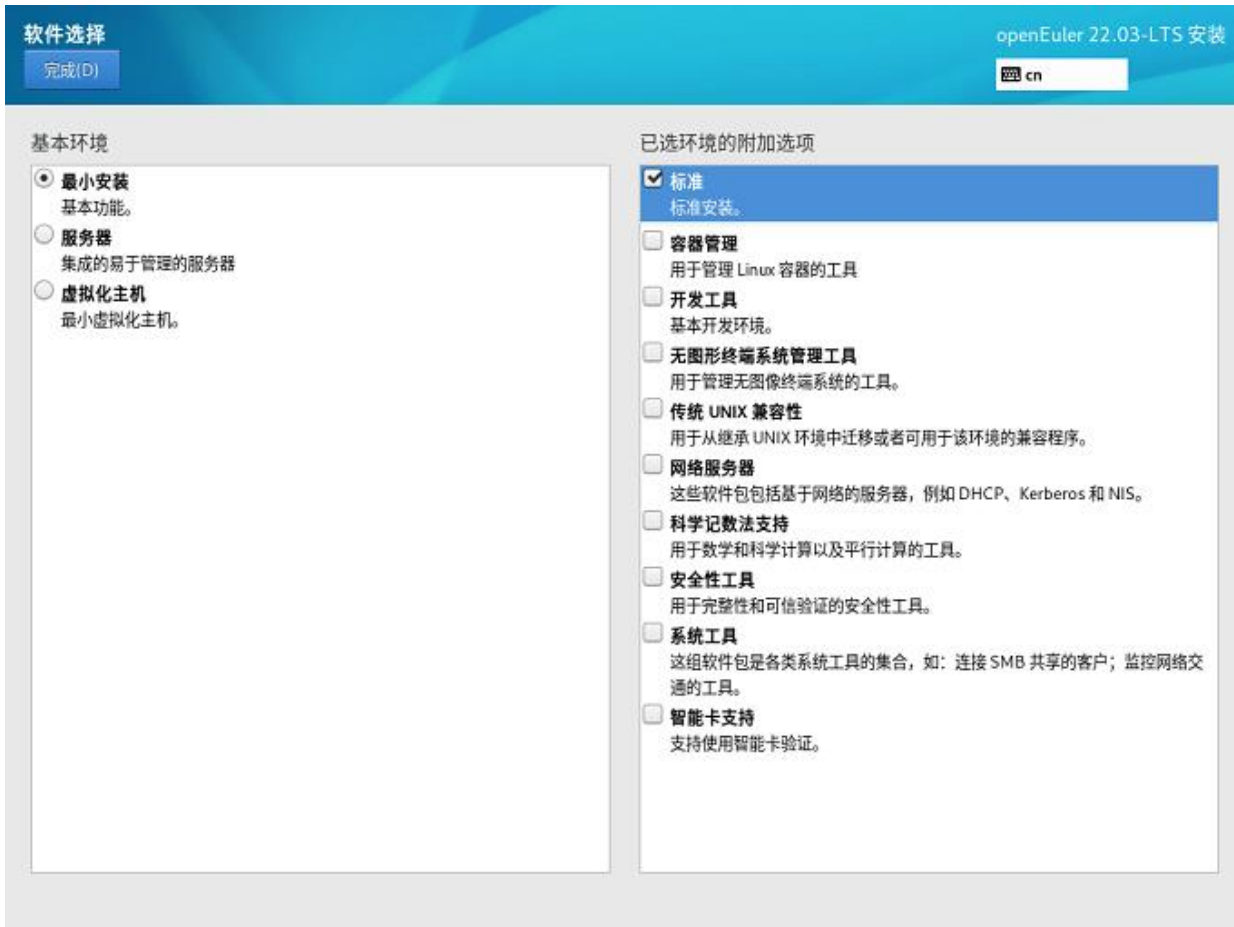 软件选择
openEuler 22.03-LTS 安装
完成(D)
cn
基本环境
最小安装
基本功能。
服务器
集成的易于管理的服务器
虚拟化主机
最小虚拟化主机。
已选环境的附加选项
标准
标准安装。
容器管理
用于管理 Linux 容器的工具
开发工具
基本开发环境。
无图形终端系统管理工具
用于管理无图像终端系统的工具。
传统 UNIX 兼容性
用于从继承 UNIX 环境中迁移或者可用于该环境的兼容程序。
网络服务器
这些软件包包括基于网络的服务器，例如 DHCP、Kerberos 和 NIS。
科学记数法支持
用于数学和科学计算以及平行计算的工具。
安全性工具
用于完整性和可信验证的安全性工具。
系统工具
这组软件包是各类系统工具的集合，如：连接 SMB 共享的客户；监控网络交
通的工具。
智能卡支持
支持使用智能卡验证。